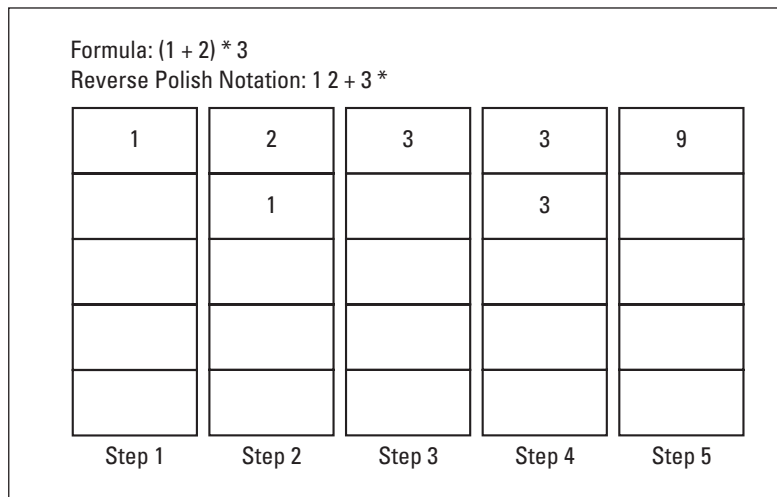 Formula: (1 + 2) * 3
Reverse Polish Notation: 1 2 + 3 *
1 2 3 3 9
1 3
Step 1 Step 2 Step 3 Step 4 Step 5